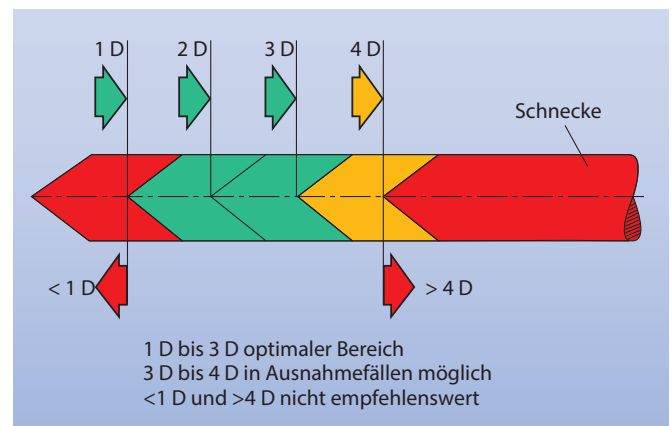 1 D 2 D 3 D 4 D
Schnecke
< 1 D > 4 D
1 D bis 3 D optimaler Bereich
3 D bis 4 D in Ausnahmefällen möglich
<1 D und >4 D nicht empfehlenswert